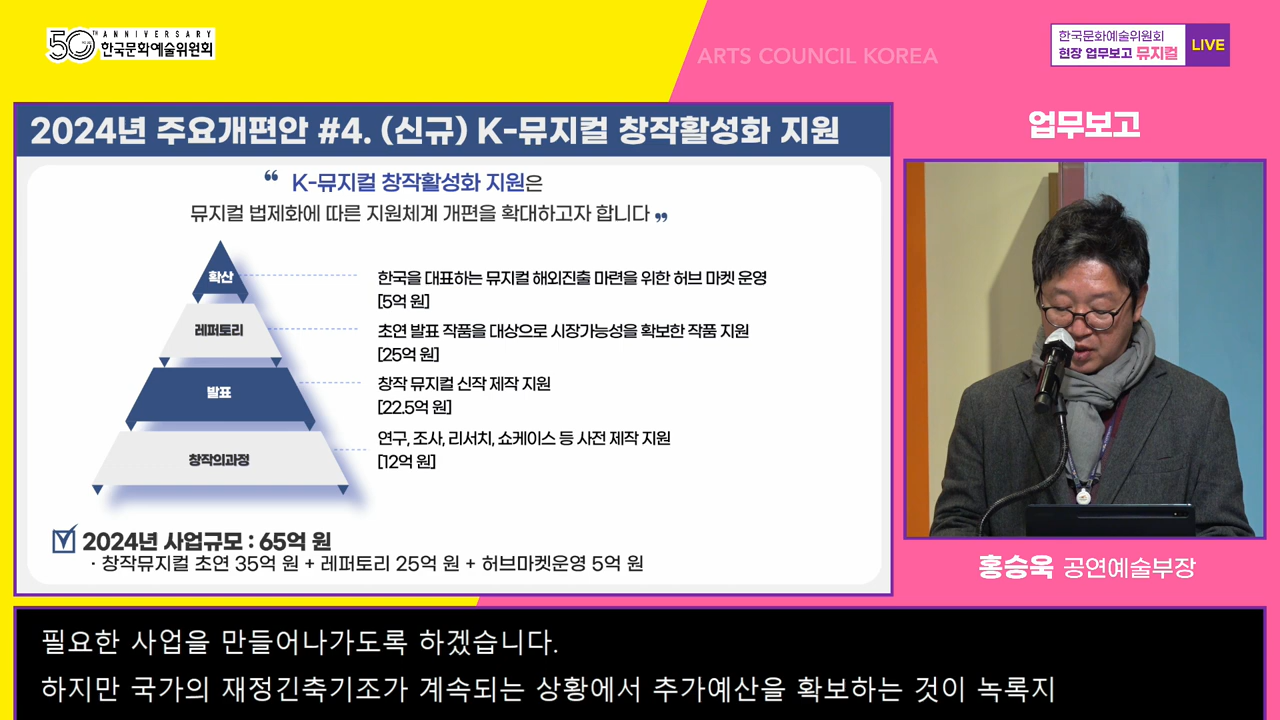 50TH ANNIVERSARY
한국문화예술위원회
ARTS COUNCIL KOREA
한국문화예술위원회
현장 업무보고 뮤지컬
LIVE
2024년 주요개편안 #4. (신규) K-뮤지컬 창작활성화 지원
“ K-뮤지컬 창작활성화 지원은
뮤지컬 법제화에 따른 지원체계 개편을 확대하고자 합니다 ”
확산
한국을 대표하는 뮤지컬 해외진출 마련을 위한 허브 마켓 운영
[5억 원]
레퍼토리
초연 발표 작품을 대상으로 시장가능성을 확보한 작품 지원
[25억 원]
발표
창작 뮤지컬 신작 제작 지원
[22.5억 원]
창작의과정
연구, 조사, 리서치, 쇼케이스 등 사전 제작 지원
[12억 원]
2024년 사업규모 : 65억 원
· 창작뮤지컬 초연 35억 원 + 레퍼토리 25억 원 + 허브마켓운영 5억 원
업무보고
홍승욱 공연예술부장
필요한 사업을 만들어나가도록 하겠습니다.
하지만 국가의 재정긴축기조가 계속되는 상황에서 추가예산을 확보하는 것이 녹록지